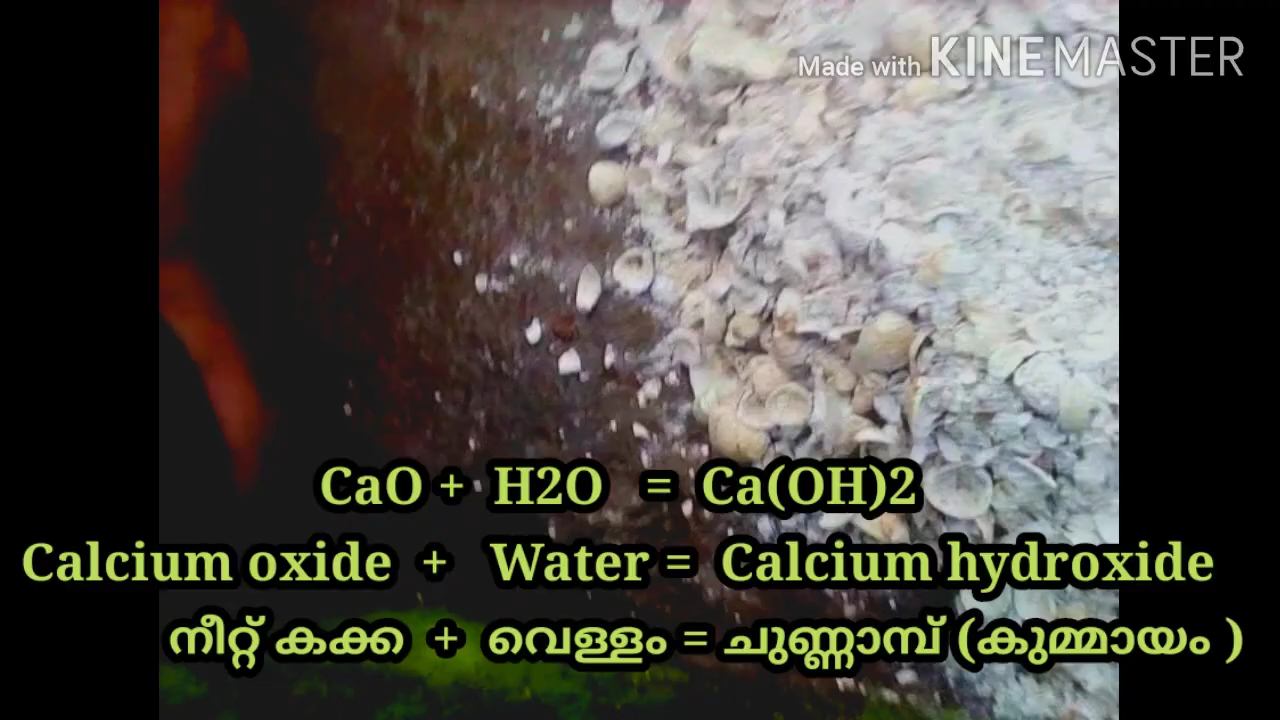 Made with KINEMASTER
CaO + H2O = Ca(OH)2
Calcium oxide + Water = Calcium hydroxide
നീറ്റ് കക്ക + വെള്ളം = ചുണ്ണാമ്പ് (കുമ്മായം )